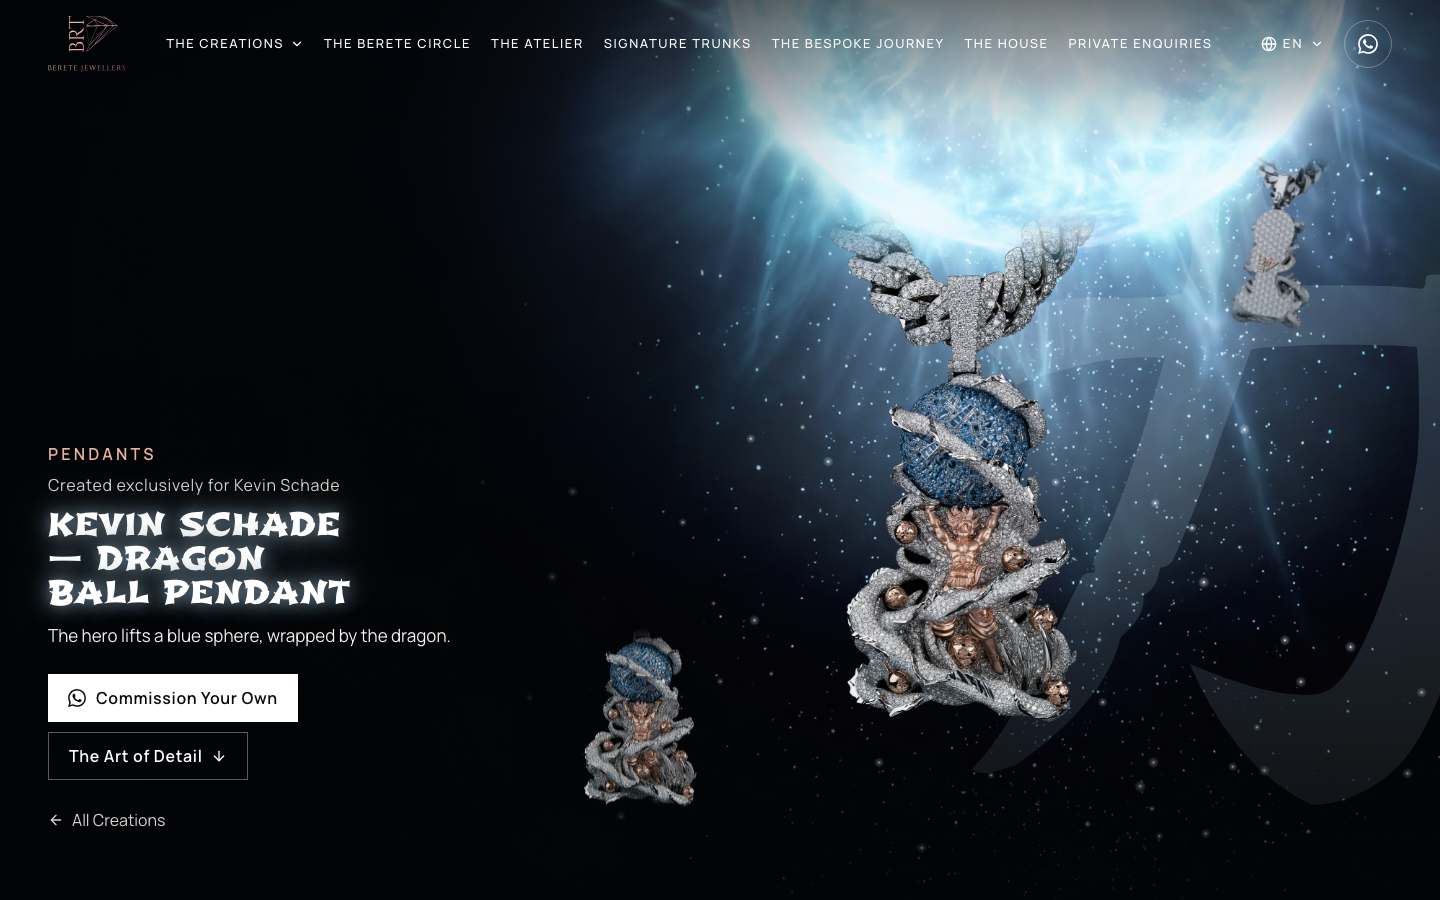 BRT
BERETE JEWELLERS
THE CREATIONS
THE BERETE CIRCLE
THE ATELIER
SIGNATURE TRUNKS
THE BESPOKE JOURNEY
THE HOUSE
PRIVATE ENQUIRIES
EN
PENDANTS
Created exclusively for Kevin Schade
KEVIN SCHADE
— DRAGON
BALL PENDANT
The hero lifts a blue sphere, wrapped by the dragon.
Commission Your Own
The Art of Detail ↓
← All Creations